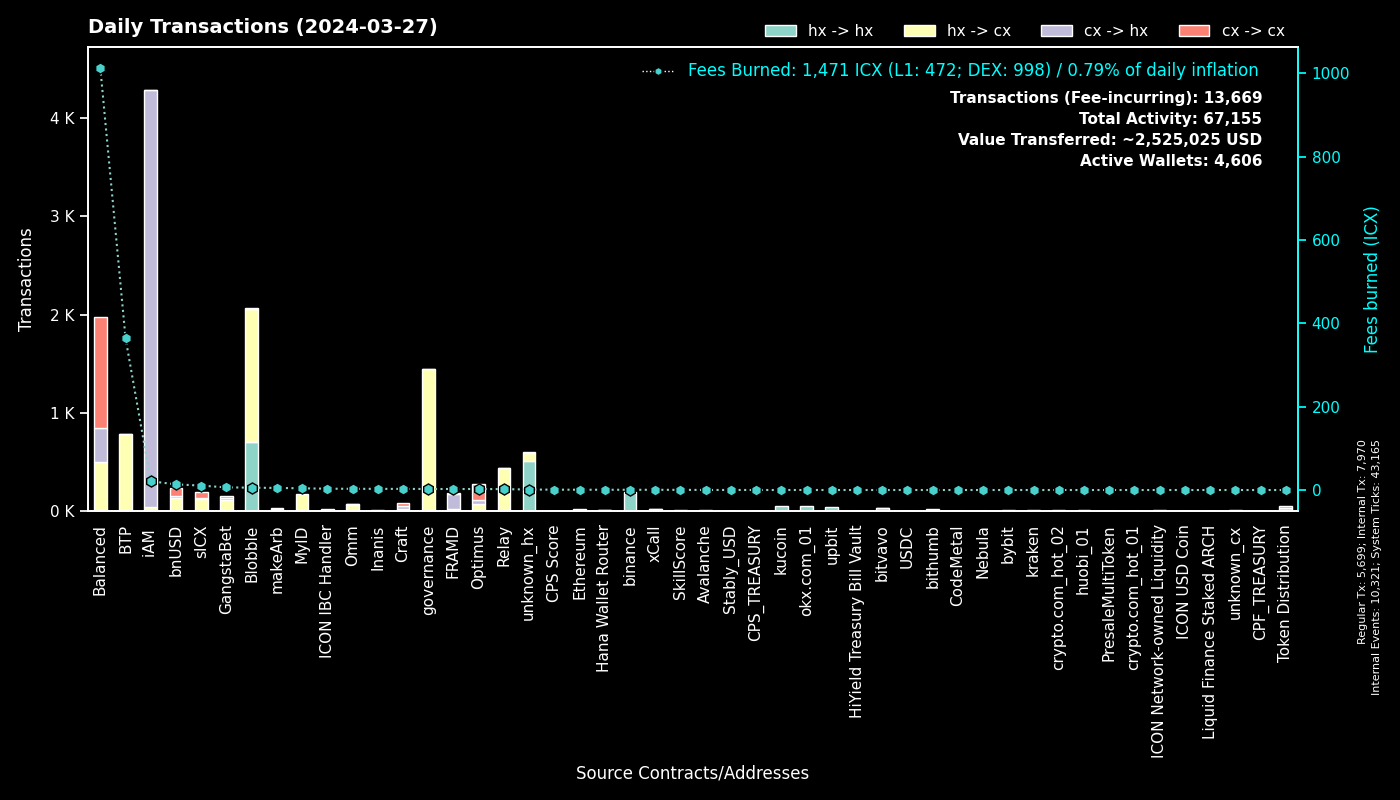 Daily Transactions (2024-03-27)
hx -> hx
hx -> cx
cx -> hx
cx -> cx
Fees Burned: 1,471 ICX (L1: 472; DEX: 998) / 0.79% of daily inflation
Transactions (Fee-incurring): 13,669
Total Activity: 67,155
Value Transferred: ~2,525,025 USD
Active Wallets: 4,606
Transactions
4 K
3 K
2 K
1 K
0 K
1000
800
600
400
200
0
Fees burned (ICX)
Regular Tx: 5,699; Internal Tx: 7,970
Internal Events: 10,321; System Ticks: 43,165
Balanced
BTP
iAM
bnUSD
sICX
GangstaBet
Blobble
makeArb
MyID
ICON IBC Handler
Omm
Inanis
Craft
governance
FRAMD
Optimus
Relay
unknown_hx
CPS Score
Ethereum
Hana Wallet Router
binance
xCall
SkillScore
Avalanche
Stably_USD
CPS_TREASURY
kucoin
okx.com_01
upbit
HiYield Treasury Bill Vault
bitvavo
USDC
bithumb
CodeMetal
Nebula
bybit
kraken
crypto.com_hot_02
huobi_01
PresaleMultiToken
crypto.com_hot_01
ICON Network-owned Liquidity
ICON USD Coin
Liquid Finance Staked ARCH
unknown_cx
CPF_TREASURY
Token Distribution
Source Contracts/Addresses